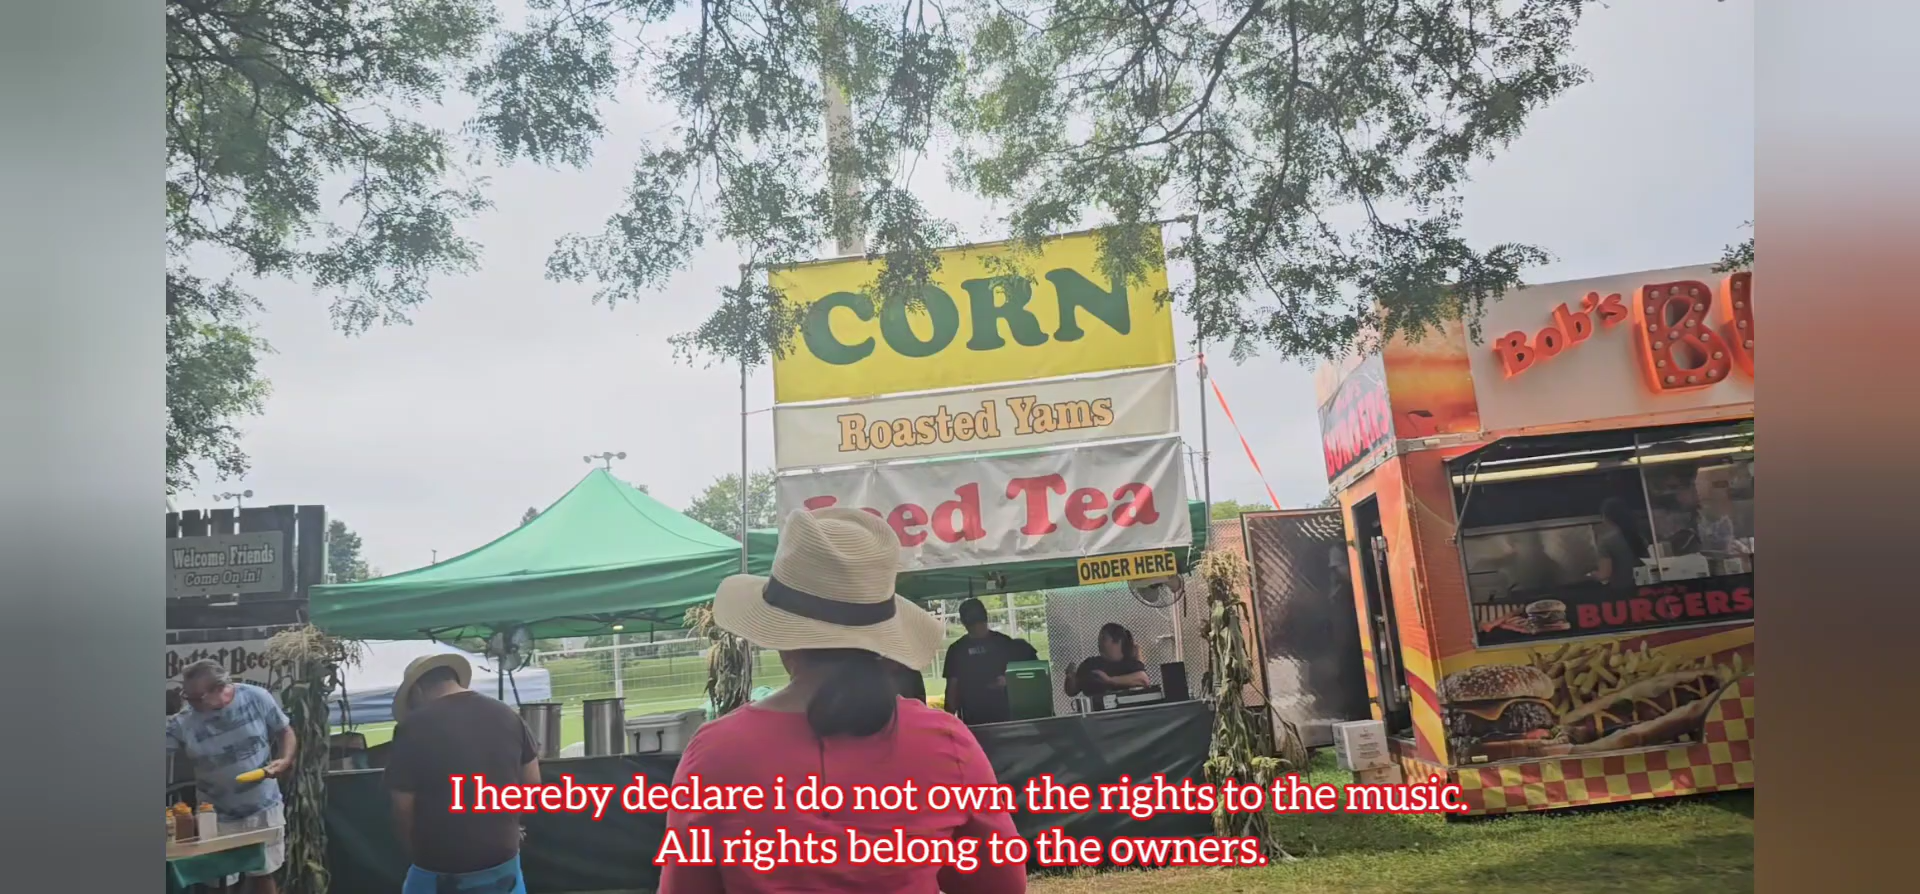 CORN
Roasted Yams
Iced Tea
ORDER HERE
Bob's
BURGERS
BURGERS
Welcome Friends
Come On In!
I hereby declare i do not own the rights to the music.
All rights belong to the owners.